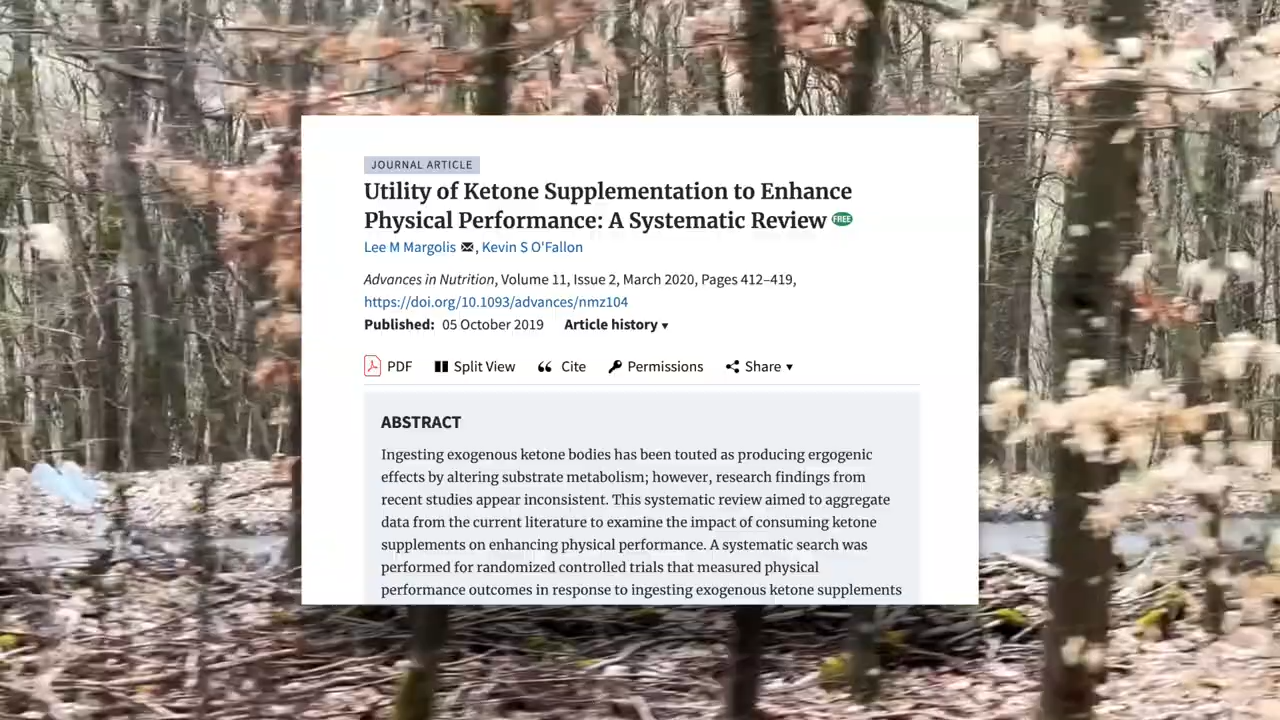 JOURNAL ARTICLE
Utility of Ketone Supplementation to Enhance
Physical Performance: A Systematic Review FREE
Lee M Margolis, Kevin S O'Fallon
Advances in Nutrition, Volume 11, Issue 2, March 2020, Pages 412–419,
https://doi.org/10.1093/advances/nmz104
Published: 05 October 2019 Article history ▾
PDF Split View Cite Permissions Share ▾
ABSTRACT
Ingesting exogenous ketone bodies has been touted as producing ergogenic
effects by altering substrate metabolism; however, research findings from
recent studies appear inconsistent. This systematic review aimed to aggregate
data from the current literature to examine the impact of consuming ketone
supplements on enhancing physical performance. A systematic search was
performed for randomized controlled trials that measured physical
performance outcomes in response to ingesting exogenous ketone supplements